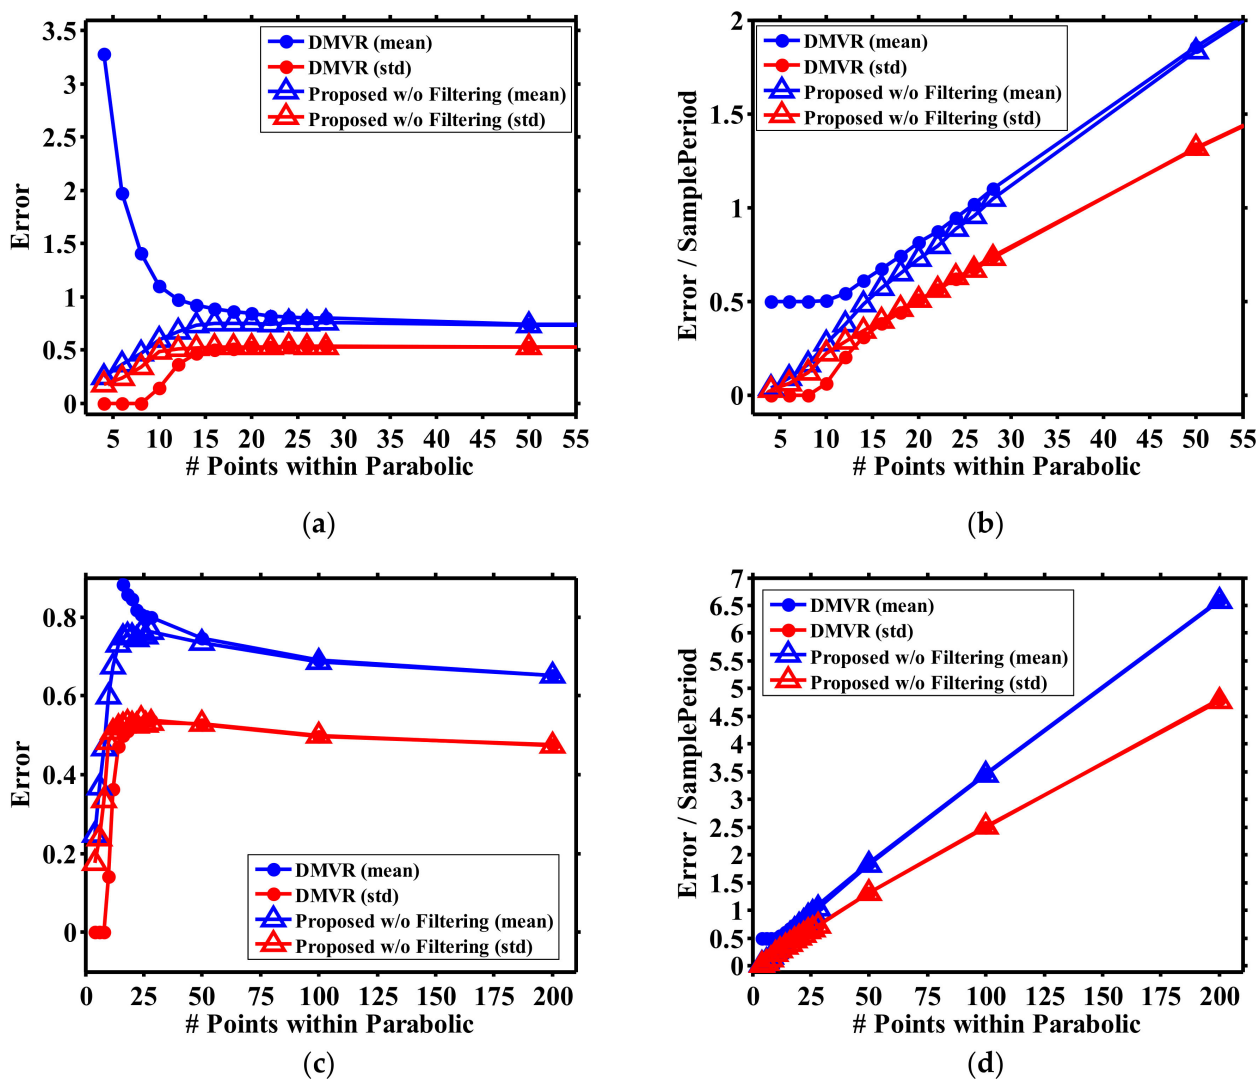 3.5
3
2.5
2
1.5
1
0.5
0
Error
DMVR (mean)
DMVR (std)
Proposed w/o Filtering (mean)
Proposed w/o Filtering (std)
5 10 15 20 25 30 35 40 45 50 55
# Points within Parabolic
(a)
2
1.5
1
0.5
0
Error / SamplePeriod
DMVR (mean)
DMVR (std)
Proposed w/o Filtering (mean)
Proposed w/o Filtering (std)
5 10 15 20 25 30 35 40 45 50 55
# Points within Parabolic
(b)
0.8
0.6
0.4
0.2
0
Error
DMVR (mean)
DMVR (std)
Proposed w/o Filtering (mean)
Proposed w/o Filtering (std)
0 25 50 75 100 125 150 175 200
# Points within Parabolic
(c)
7
6.5
6
5.5
5
4.5
4
3.5
3
2.5
2
1.5
1
0.5
0
Error / SamplePeriod
DMVR (mean)
DMVR (std)
Proposed w/o Filtering (mean)
Proposed w/o Filtering (std)
0 25 50 75 100 125 150 175 200
# Points within Parabolic
(d)